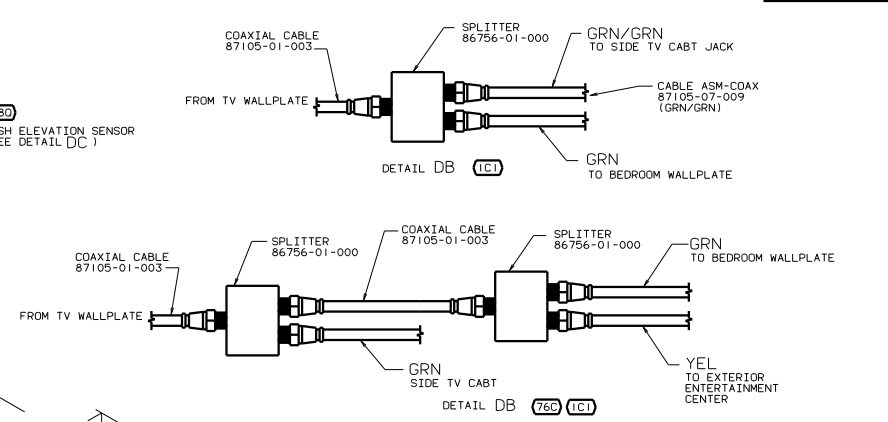 COAXIAL CABLE
87105-01-003
SPLITTER
86756-01-000
GRN/GRN
TO SIDE TV CABT JACK
FROM TV WALLPLATE
CABLE ASM-COAX
87105-07-009
(GRN/GRN)
SH ELEVATION SENSOR
EE DETAIL DC )
DETAIL DB 1C1
GRN
TO BEDROOM WALLPLATE
COAXIAL CABLE
87105-01-003
SPLITTER
86756-01-000
COAXIAL CABLE
87105-01-003
SPLITTER
86756-01-000
GRN
TO BEDROOM WALLPLATE
FROM TV WALLPLATE
GRN
SIDE TV CABT
YEL
TO EXTERIOR
ENTERTAINMENT
CENTER
DETAIL DB 76C 1C1